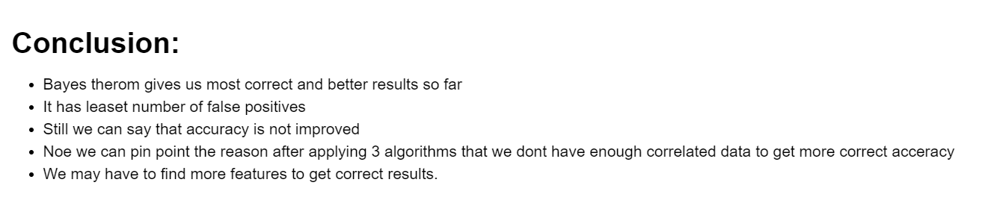 Conclusion:
• Bayes therom gives us most correct and better results so far
• It has leaset number of false positives
• Still we can say that accuracy is not improved
• Noe we can pin point the reason after applying 3 algorithms that we dont have enough correlated data to get more correct acceracy
• We may have to find more features to get correct results.